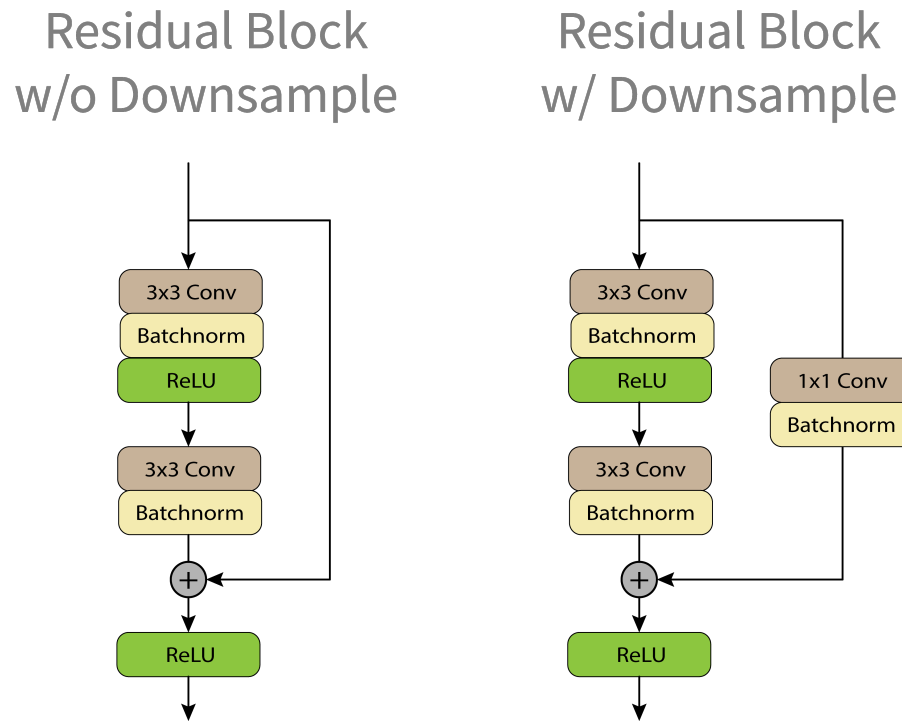 Residual Block
w/o Downsample
3x3 Conv
Batchnorm
ReLU
3x3 Conv
Batchnorm
+
ReLU
Residual Block
w/ Downsample
3x3 Conv
Batchnorm
ReLU
1x1 Conv
Batchnorm
3x3 Conv
Batchnorm
+
ReLU